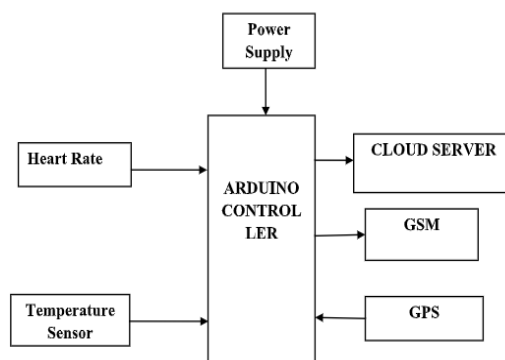 Power
Supply
Heart Rate
ARDUINO
CONTROL
LER
CLOUD SERVER
GSM
Temperature
Sensor
GPS